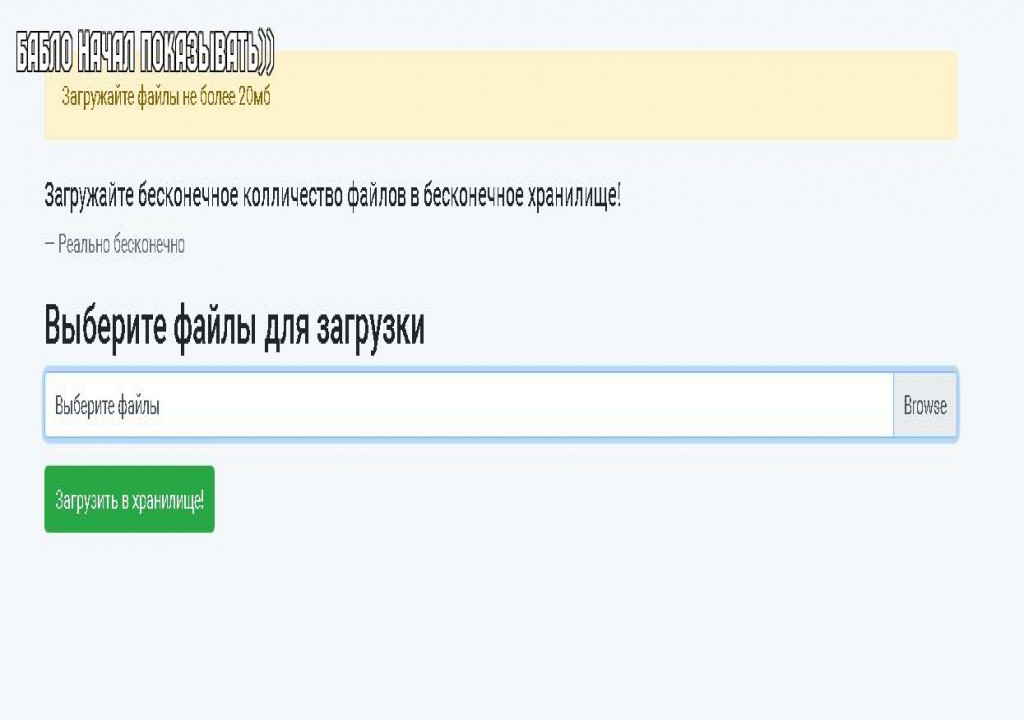 БАБЛО НАЧАЛ ПОКАЗЫВАТЬ))
Загружайте файлы не более 20мб
Загружайте бесконечное колличество файлов в бесконечное хранилище!
— Реально бесконечно
Выберите файлы для загрузки
Выберите файлы Browse
Загрузить в хранилище!